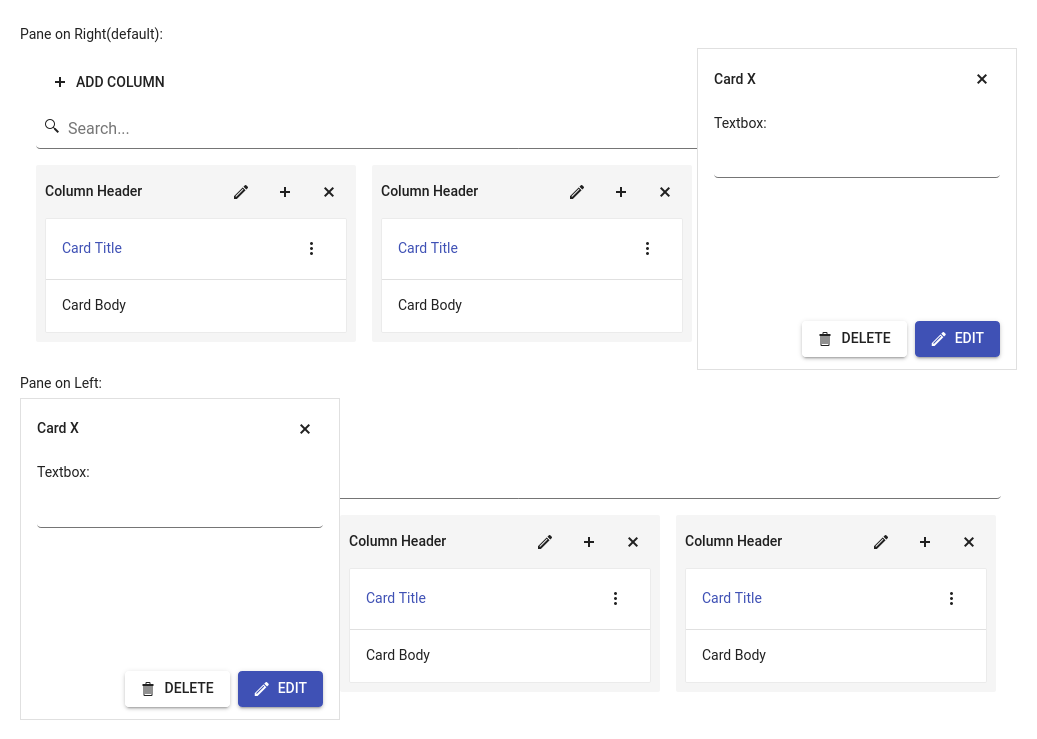 Pane on Right(default):
ADD COLUMN
Search...
Column Header
Card Title
Card Body
Column Header
Card Title
Card Body
Card X
Textbox:
DELETE
EDIT
Pane on Left:
Card X
Textbox:
DELETE
EDIT
Column Header
Card Title
Card Body
Column Header
Card Title
Card Body